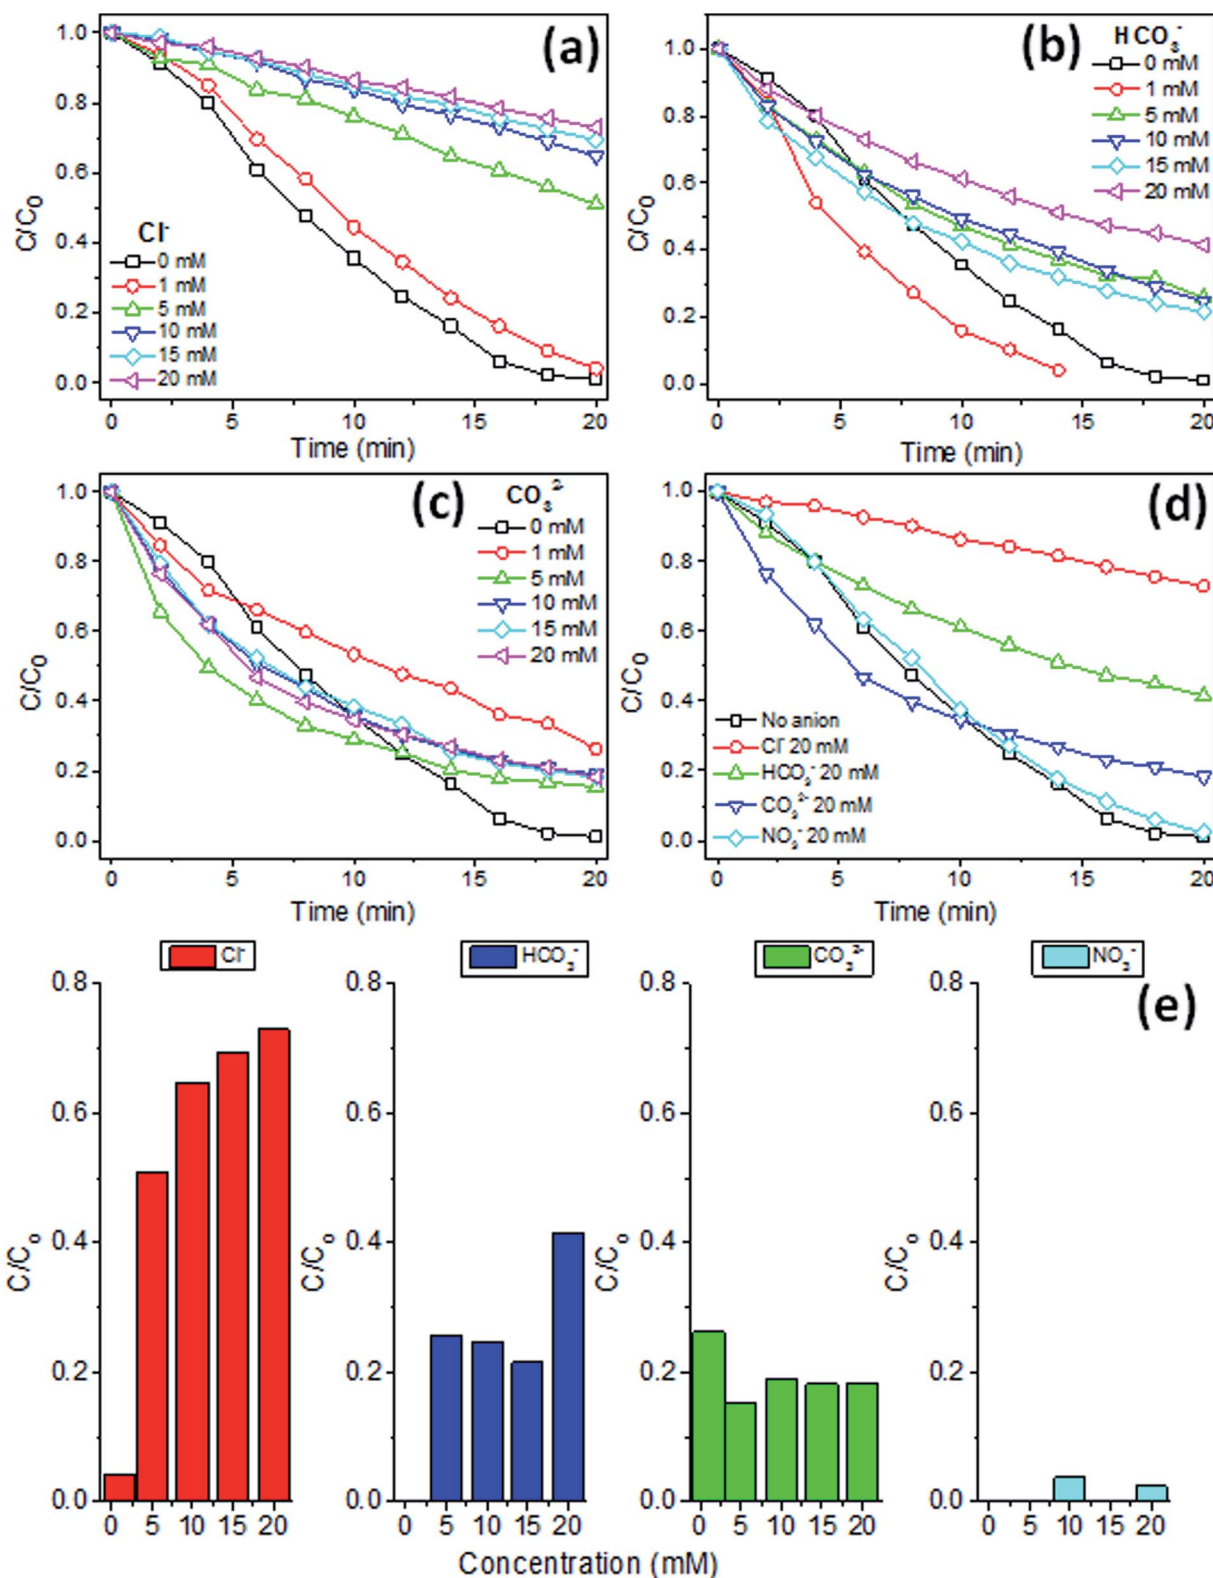 (a)
C/C₀
1.0
0.8
0.6
0.4
0.2
0.0
Cl⁻
0 mM
1 mM
5 mM
10 mM
15 mM
20 mM
0 5 10 15 20
Time (min)
(b)
HCO₃⁻
0 mM
1 mM
5 mM
10 mM
15 mM
20 mM
C/C₀
1.0
0.8
0.6
0.4
0.2
0.0
0 5 10 15 20
Time (min)
(c)
CO₃²⁻
0 mM
1 mM
5 mM
10 mM
15 mM
20 mM
C/C₀
1.0
0.8
0.6
0.4
0.2
0.0
0 5 10 15 20
Time (min)
(d)
C/C₀
1.0
0.8
0.6
0.4
0.2
0.0
No anion
Cl⁻ 20 mM
HCO₃⁻ 20 mM
CO₃²⁻ 20 mM
NO₃⁻ 20 mM
0 5 10 15 20
Time (min)
Cl⁻
C/Cₒ
0.8
0.6
0.4
0.2
0.0
0 5 10 15 20
HCO₃⁻
C/Cₒ
0.8
0.6
0.4
0.2
0.0
0 5 10 15 20
CO₃²⁻
C/Cₒ
0.8
0.6
0.4
0.2
0.0
0 5 10 15 20
NO₃⁻
(e)
C/Cₒ
0.8
0.6
0.4
0.2
0.0
0 5 10 15 20
Concentration (mM)